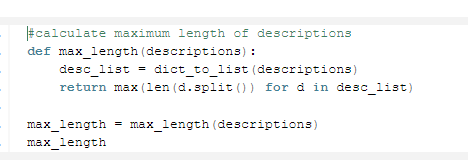 #calculate maximum length of descriptions
def max_length(descriptions):
    desc_list = dict_to_list(descriptions)
    return max(len(d.split()) for d in desc_list)

max_length = max_length(descriptions)
max_length